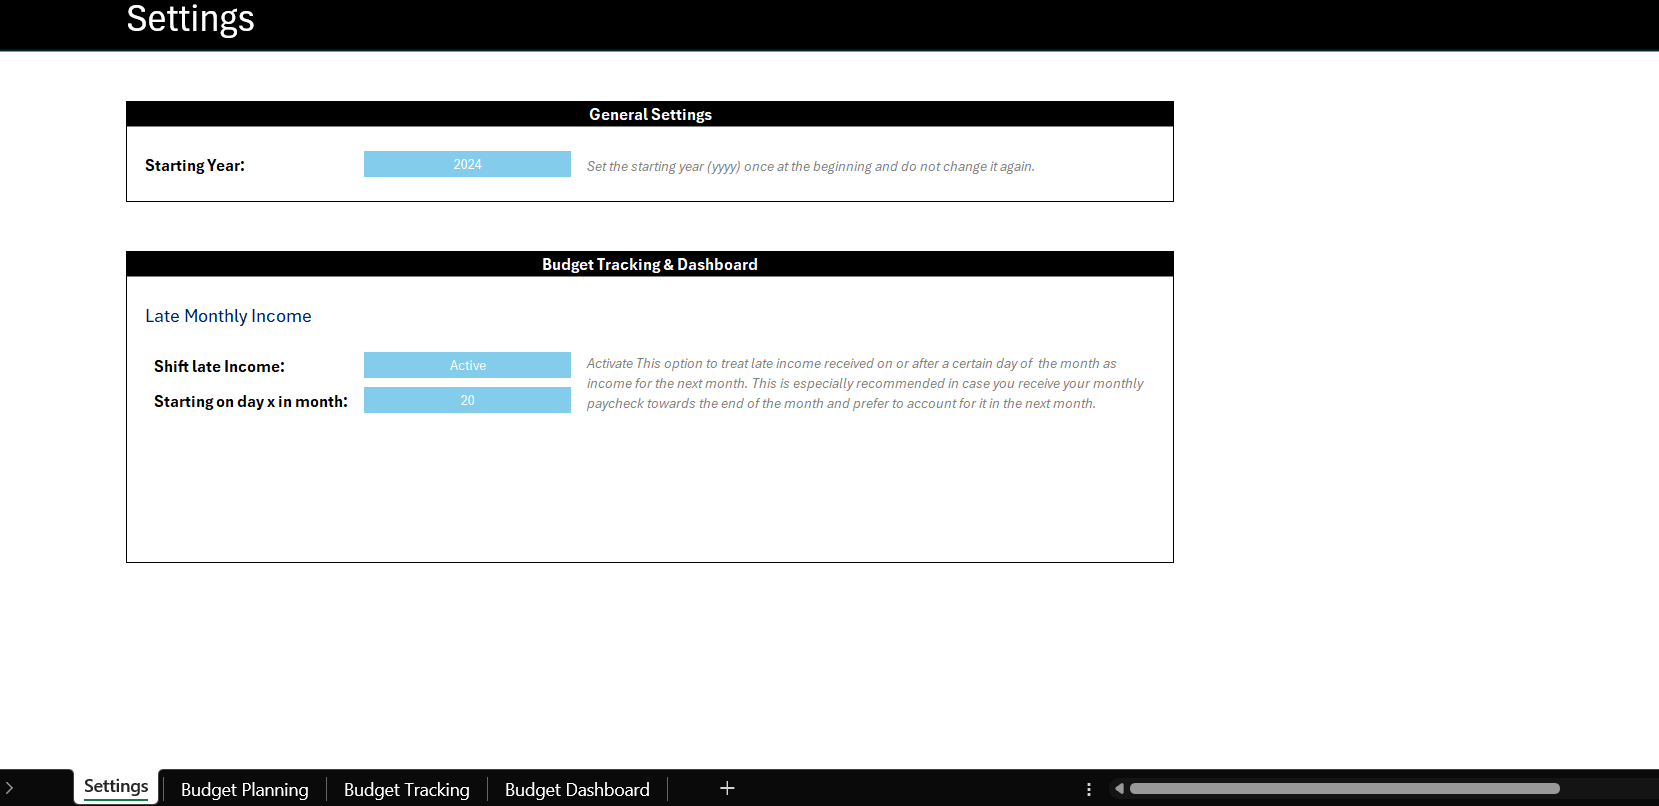 Settings
General Settings
Starting Year:
2024
Set the starting year (yyyy) once at the beginning and do not change it again.
Budget Tracking & Dashboard
Late Monthly Income
Shift late Income:
Active
Activate This option to treat late income received on or after a certain day of  the month as
income for the next month. This is especially recommended in case you receive your monthly
paycheck towards the end of the month and prefer to account for it in the next month.
Starting on day x in month:
20
Settings
Budget Planning
Budget Tracking
Budget Dashboard